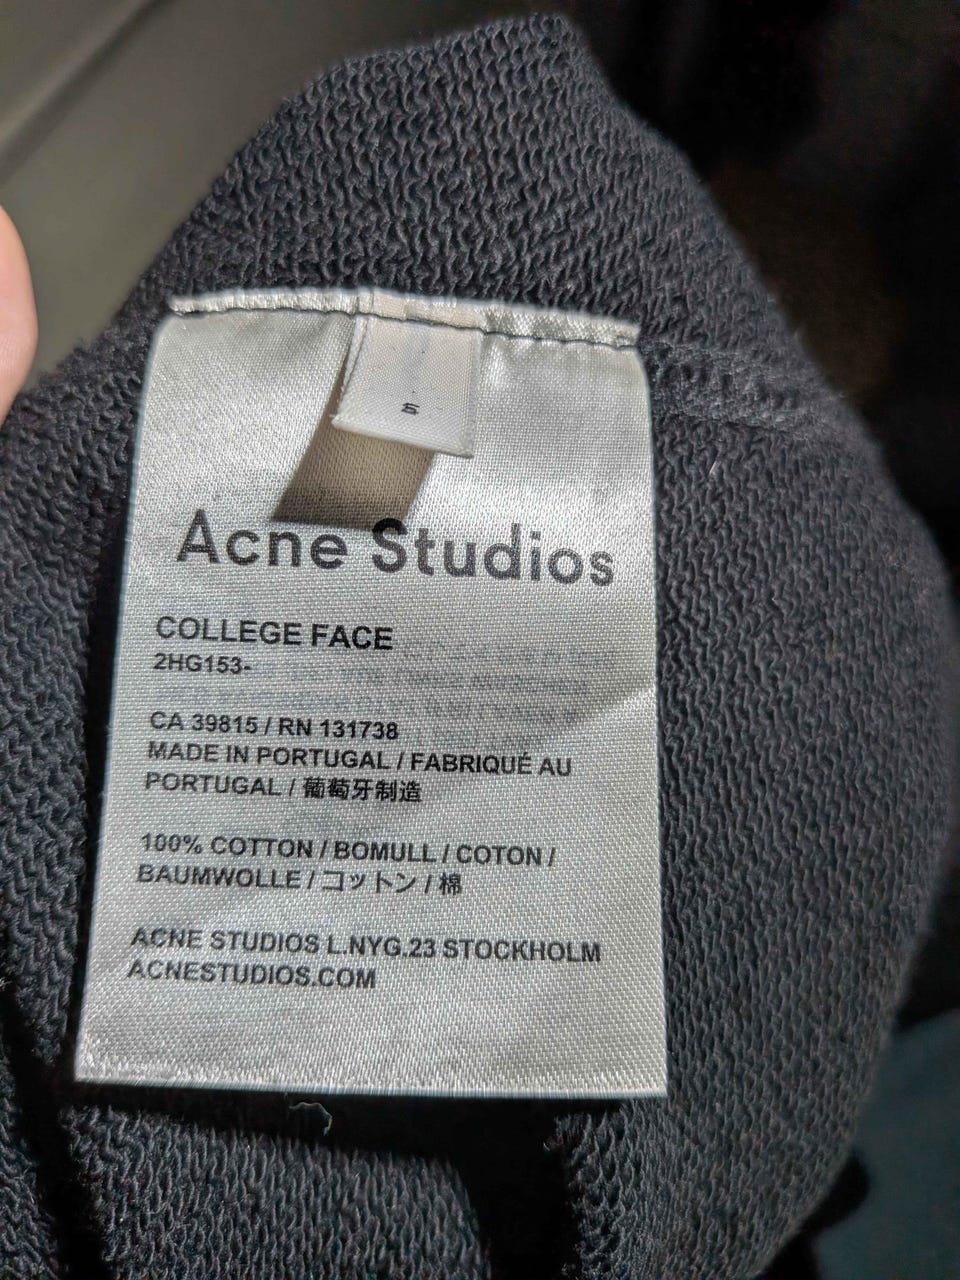 S
Acne Studios
COLLEGE FACE
2HG153-
CA 39815 / RN 131738
MADE IN PORTUGAL / FABRIQUÉ AU
PORTUGAL / 葡萄牙制造
100% COTTON / BOMULL / COTON /
BAUMWOLLE / コットン / 棉
ACNE STUDIOS L.NYG.23 STOCKHOLM
ACNESTUDIOS.COM